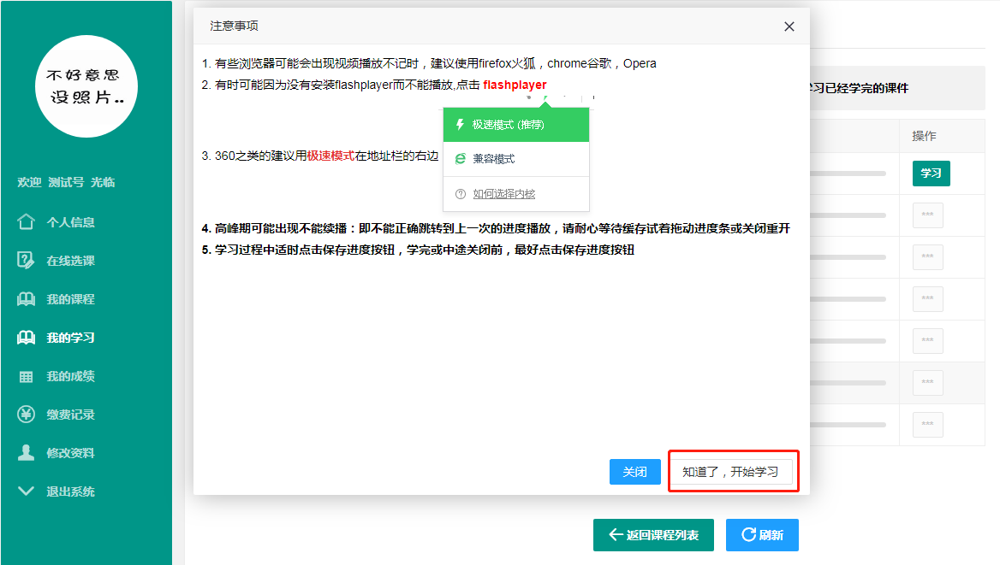 不好意思
没照片..
欢迎 测试号 光临
个人信息
在线选课
我的课程
我的学习
我的成绩
缴费记录
修改资料
退出系统
注意事项
1. 有些浏览器可能会出现视频播放不记时，建议使用firefox火狐，chrome谷歌，Opera
2. 有时可能因为没有安装flashplayer而不能播放,点击 flashplayer
极速模式 (推荐)
3. 360之类的建议用极速模式在地址栏的右边
兼容模式
如何选择内核
4. 高峰期可能出现不能续播：即不能正确跳转到上一次的进度播放，请耐心等待缓存试着拖动进度条或关闭重开
5. 学习过程中适时点击保存进度按钮，学完或中途关闭前，最好点击保存进度按钮
关闭
知道了，开始学习
学习已经学完的课件
操作
学习
***
***
***
***
***
***
返回课程列表
刷新